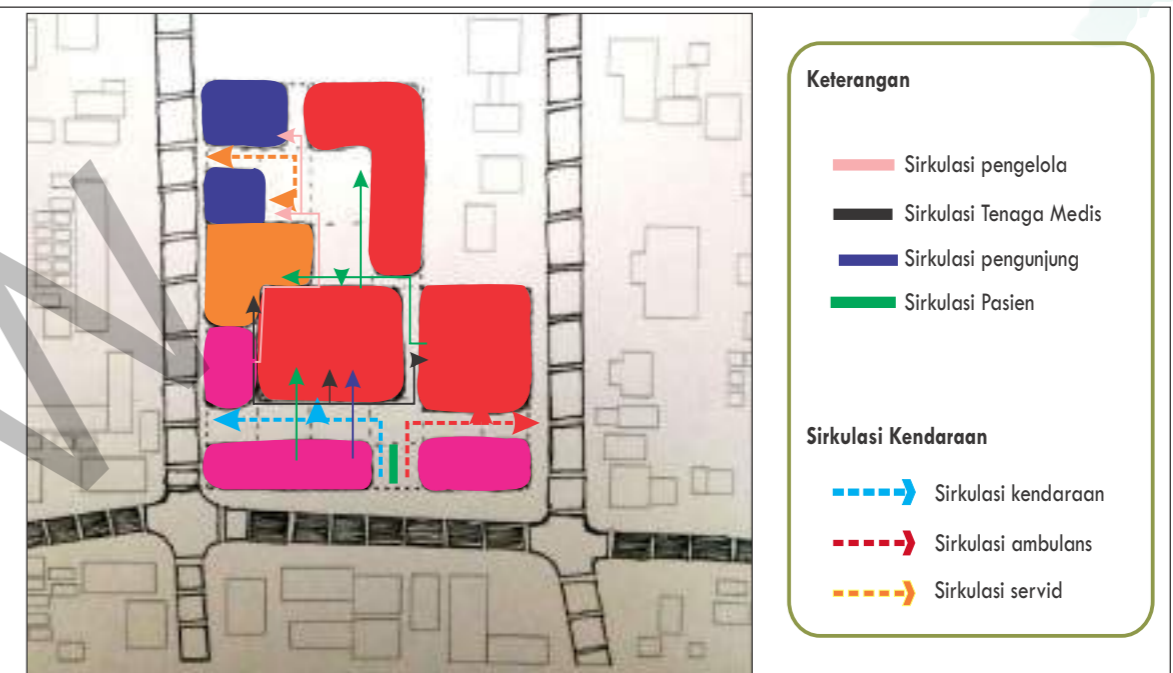 Keterangan
Sirkulasi pengelola
Sirkulasi Tenaga Medis
Sirkulasi pengunjung
Sirkulasi Pasien
Sirkulasi Kendaraan
Sirkulasi kendaraan
Sirkulasi ambulans
Sirkulasi servid